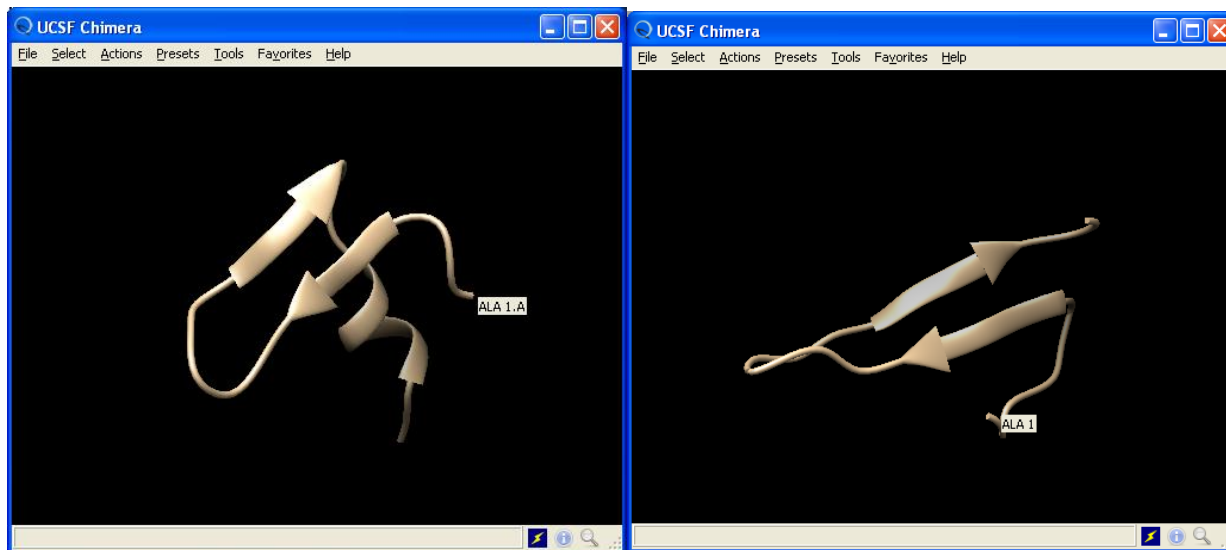 UCSF Chimera
File Select Actions Presets Tools Favorites Help
ALA 1.A
UCSF Chimera
File Select Actions Presets Tools Favorites Help
ALA 1